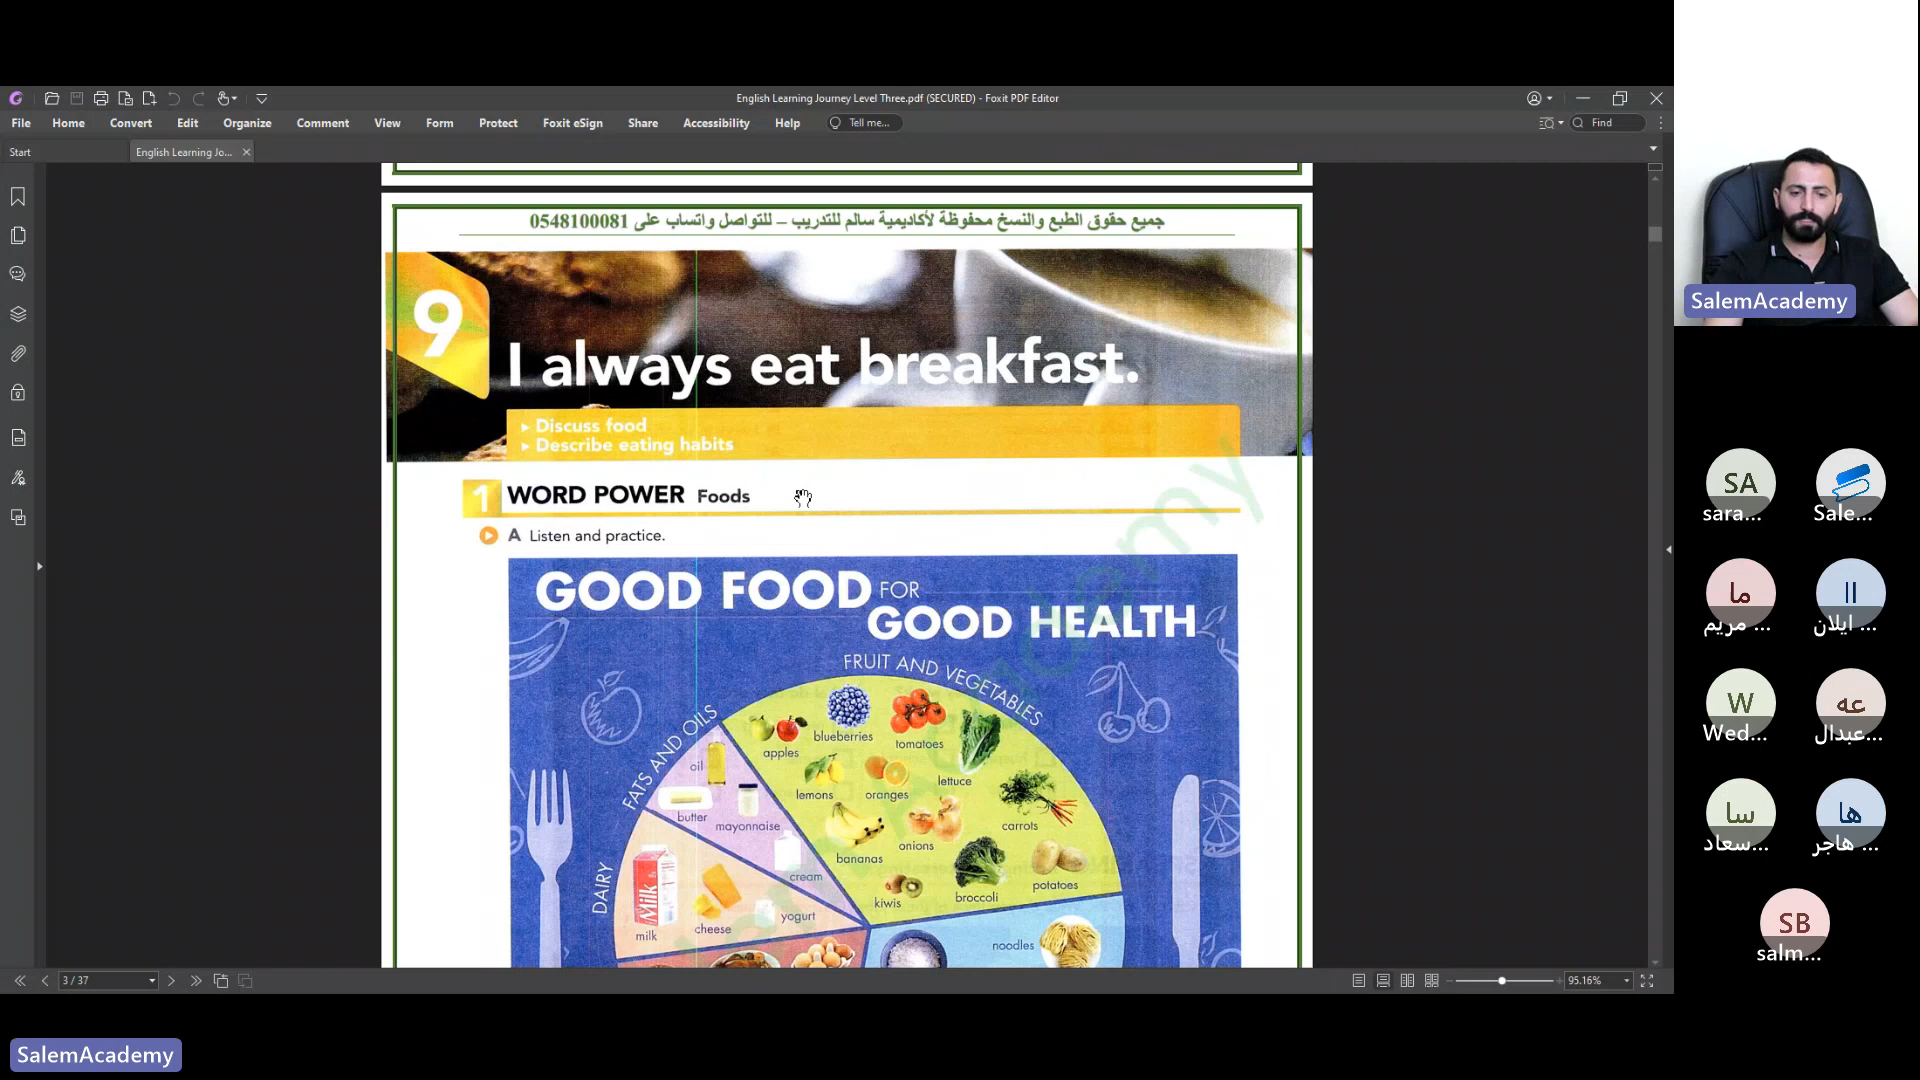 English Learning Journey Level Three.pdf (SECURED) - Foxit PDF Editor
File Home Convert Edit Organize Comment View Form Protect Foxit eSign Share Accessibility Help Tell me... Find
Start English Learning Jo...
جميع حقوق الطبع والنسخ محفوظة لأكاديمية سالم للتدريب – للتواصل واتساب على 0548100081
9
I always eat breakfast.
Discuss food
Describe eating habits
1 WORD POWER Foods
A Listen and practice.
GOOD FOOD FOR
GOOD HEALTH
FRUIT AND VEGETABLES
apples
blueberries
tomatoes
lettuce
lemons
oranges
carrots
bananas
onions
kiwis
broccoli
potatoes
FATS AND OILS
oil
butter
mayonnaise
cream
DAIRY
Milk
milk
cheese
yogurt
noodles
3 / 37
95.16%
SalemAcademy
SA
sara...
Sale...
ما
مريم ...
اا
ايلان ...
W
Wed...
عه
عبدال...
سا
سعاد...
ها
هاجر ...
SB
salm...
SalemAcademy